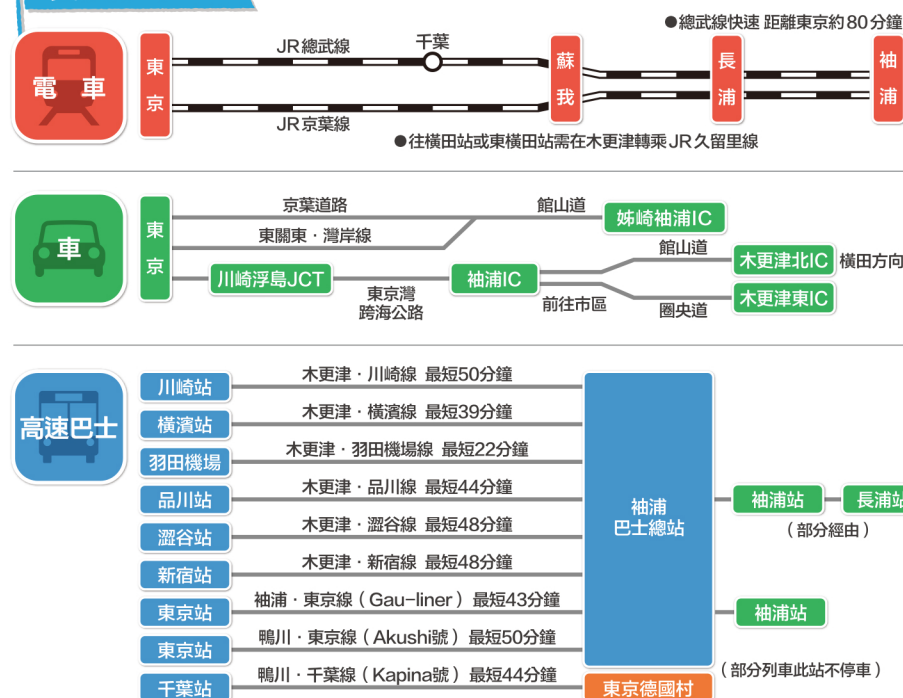 ●總武線快速 距離東京約80分鐘
電 車
東京
JR總武線
千葉
JR京葉線
蘇我
長浦
袖浦
●往橫田站或東橫田站需在木更津轉乘JR久留里線
車
東京
京葉道路
館山道
姊崎袖浦IC
東關東・灣岸線
川崎浮島JCT
東京灣
跨海公路
袖浦IC
前往市區
館山道
木更津北IC
橫田方向
圈央道
木更津東IC
高速巴士
川崎站
木更津・川崎線 最短50分鐘
橫濱站
木更津・橫濱線 最短39分鐘
羽田機場
木更津・羽田機場線 最短22分鐘
品川站
木更津・品川線 最短44分鐘
澀谷站
木更津・澀谷線 最短48分鐘
新宿站
木更津・新宿線 最短48分鐘
東京站
袖浦・東京線（Gau-liner）最短43分鐘
東京站
鴨川・東京線（Akushi號）最短50分鐘
千葉站
鴨川・千葉線（Kapina號）最短44分鐘
袖浦
巴士總站
袖浦站
長浦站
（部分經由）
袖浦站
（部分列車此站不停車）
東京德國村